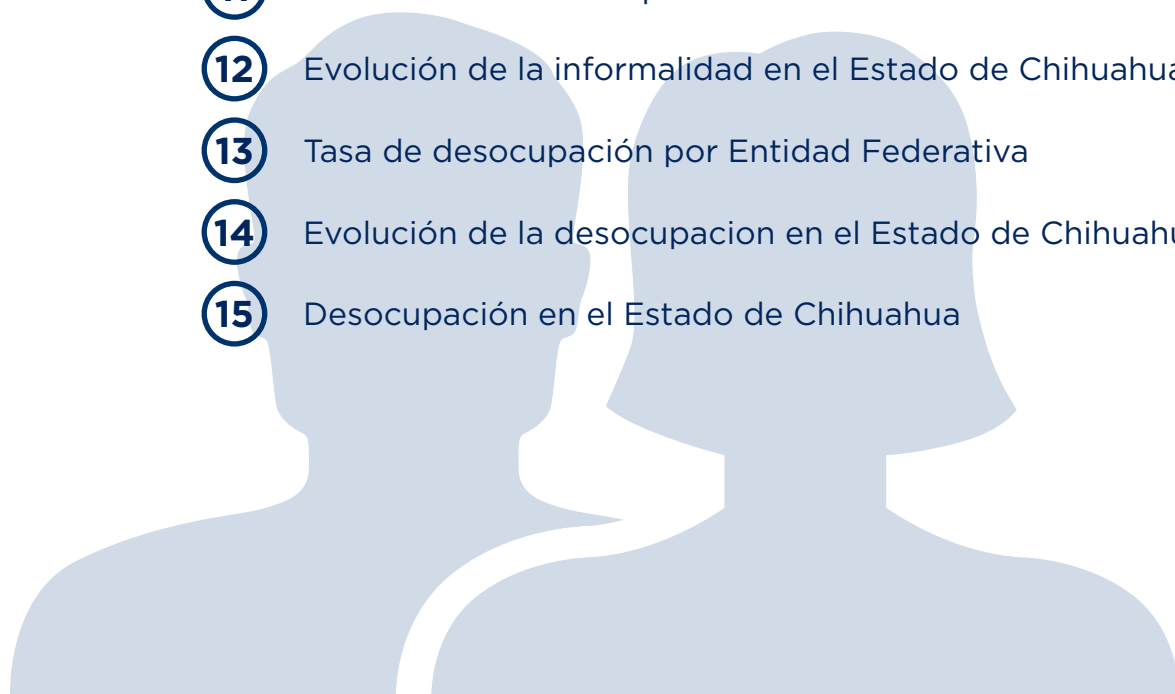 12 Evolución de la informalidad en el Estado de Chihuahua
13 Tasa de desocupación por Entidad Federativa
14 Evolución de la desocupacion en el Estado de
15 Desocupación en el Estado de Chihuahua